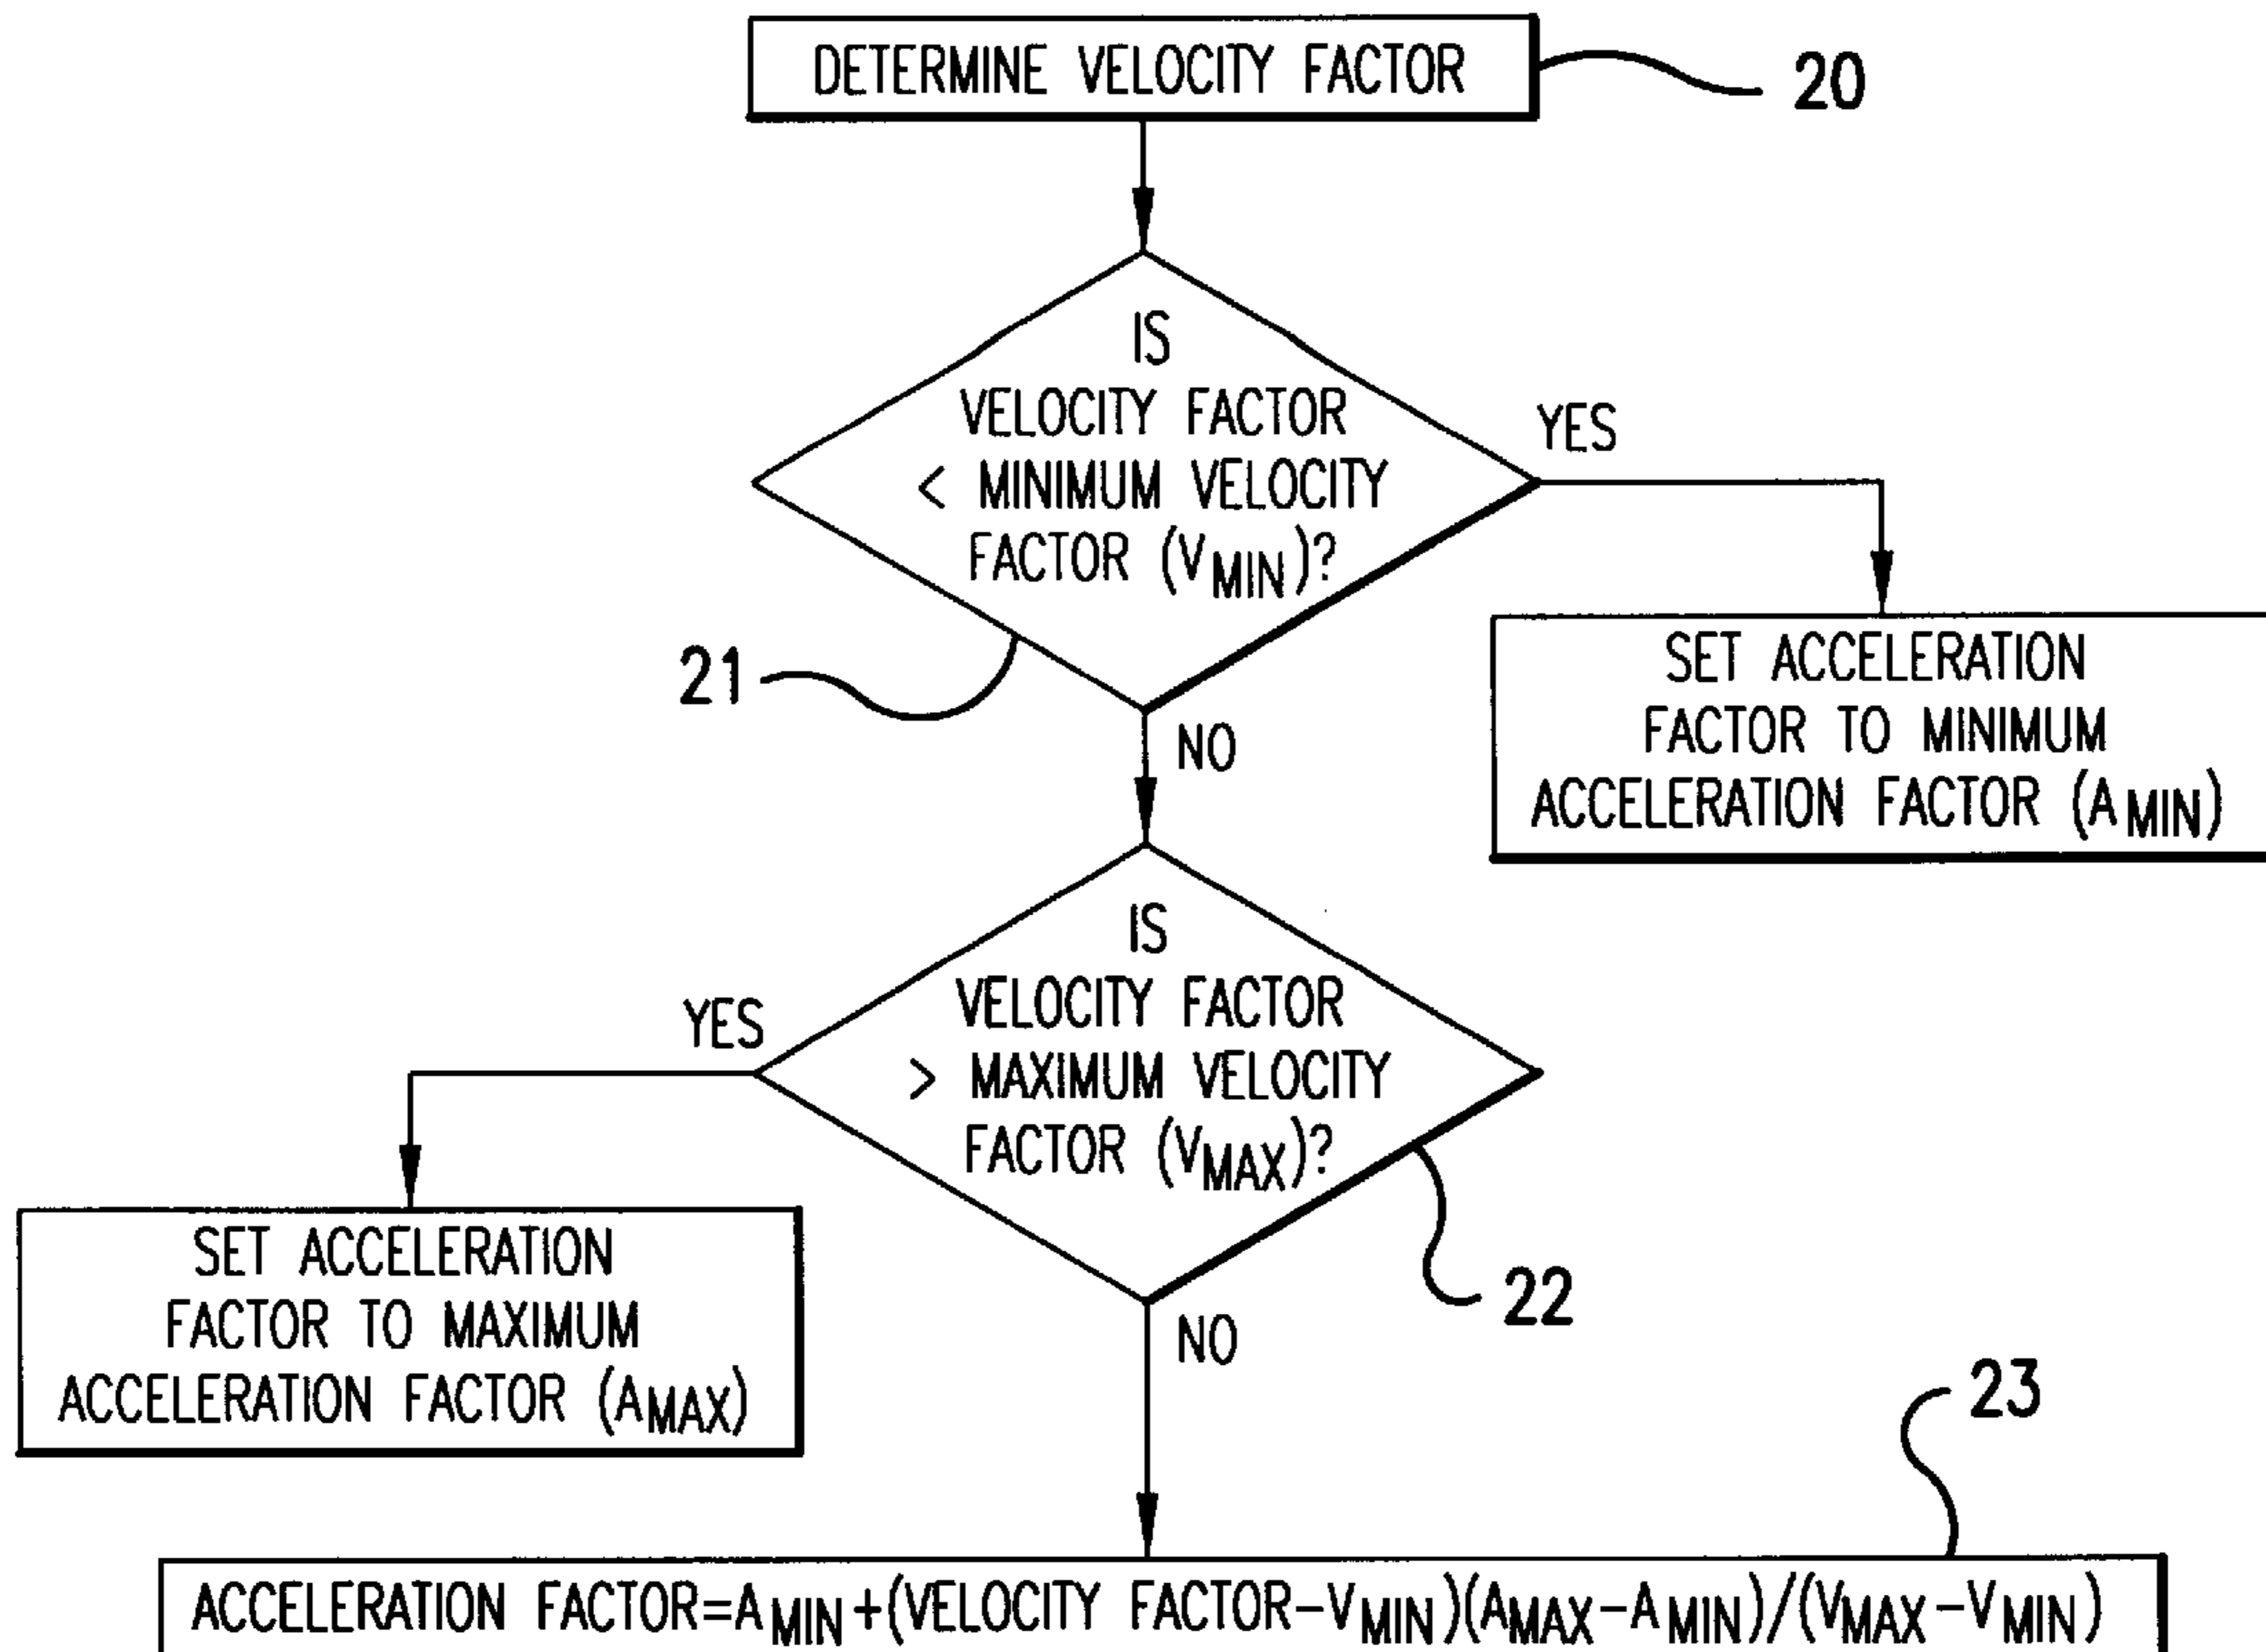 DETERMINE VELOCITY FACTOR
20
IS
VELOCITY FACTOR
< MINIMUM VELOCITY
FACTOR (VMIN)?
YES
21
NO
SET ACCELERATION
FACTOR TO MINIMUM
ACCELERATION FACTOR (AMIN)
IS
VELOCITY FACTOR
> MAXIMUM VELOCITY
FACTOR (VMAX)?
YES
22
NO
SET ACCELERATION
FACTOR TO MAXIMUM
ACCELERATION FACTOR (AMAX)
23
ACCELERATION FACTOR=AMIN+(VELOCITY FACTOR-VMIN)(AMAX-AMIN)/(VMAX-VMIN)